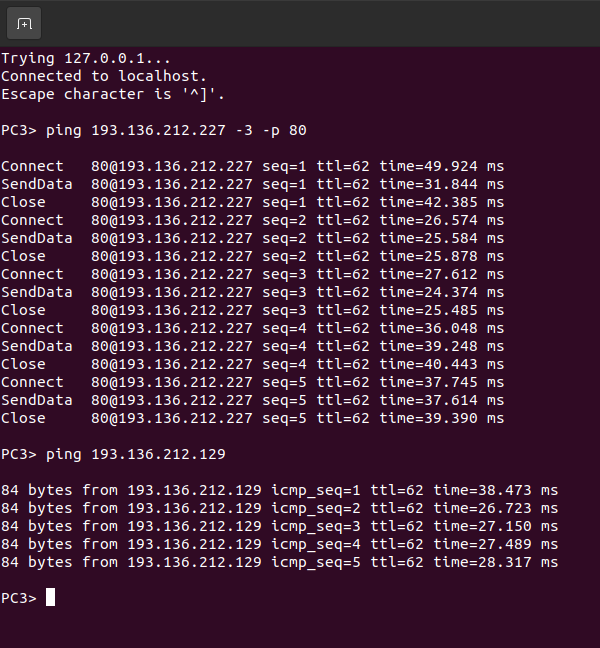 Trying 127.0.0.1...
Connected to localhost.
Escape character is '^]'.
PC3> ping 193.136.212.227 -3 -p 80
Connect   80@193.136.212.227 seq=1 ttl=62 time=49.924 ms
SendData  80@193.136.212.227 seq=1 ttl=62 time=31.844 ms
Close     80@193.136.212.227 seq=1 ttl=62 time=42.385 ms
Connect   80@193.136.212.227 seq=2 ttl=62 time=26.574 ms
SendData  80@193.136.212.227 seq=2 ttl=62 time=25.584 ms
Close     80@193.136.212.227 seq=2 ttl=62 time=25.878 ms
Connect   80@193.136.212.227 seq=3 ttl=62 time=27.612 ms
SendData  80@193.136.212.227 seq=3 ttl=62 time=24.374 ms
Close     80@193.136.212.227 seq=3 ttl=62 time=25.485 ms
Connect   80@193.136.212.227 seq=4 ttl=62 time=36.048 ms
SendData  80@193.136.212.227 seq=4 ttl=62 time=39.248 ms
Close     80@193.136.212.227 seq=4 ttl=62 time=40.443 ms
Connect   80@193.136.212.227 seq=5 ttl=62 time=37.745 ms
SendData  80@193.136.212.227 seq=5 ttl=62 time=37.614 ms
Close     80@193.136.212.227 seq=5 ttl=62 time=39.390 ms
PC3> ping 193.136.212.129
84 bytes from 193.136.212.129 icmp_seq=1 ttl=62 time=38.473 ms
84 bytes from 193.136.212.129 icmp_seq=2 ttl=62 time=26.723 ms
84 bytes from 193.136.212.129 icmp_seq=3 ttl=62 time=27.150 ms
84 bytes from 193.136.212.129 icmp_seq=4 ttl=62 time=27.489 ms
84 bytes from 193.136.212.129 icmp_seq=5 ttl=62 time=28.317 ms
PC3>